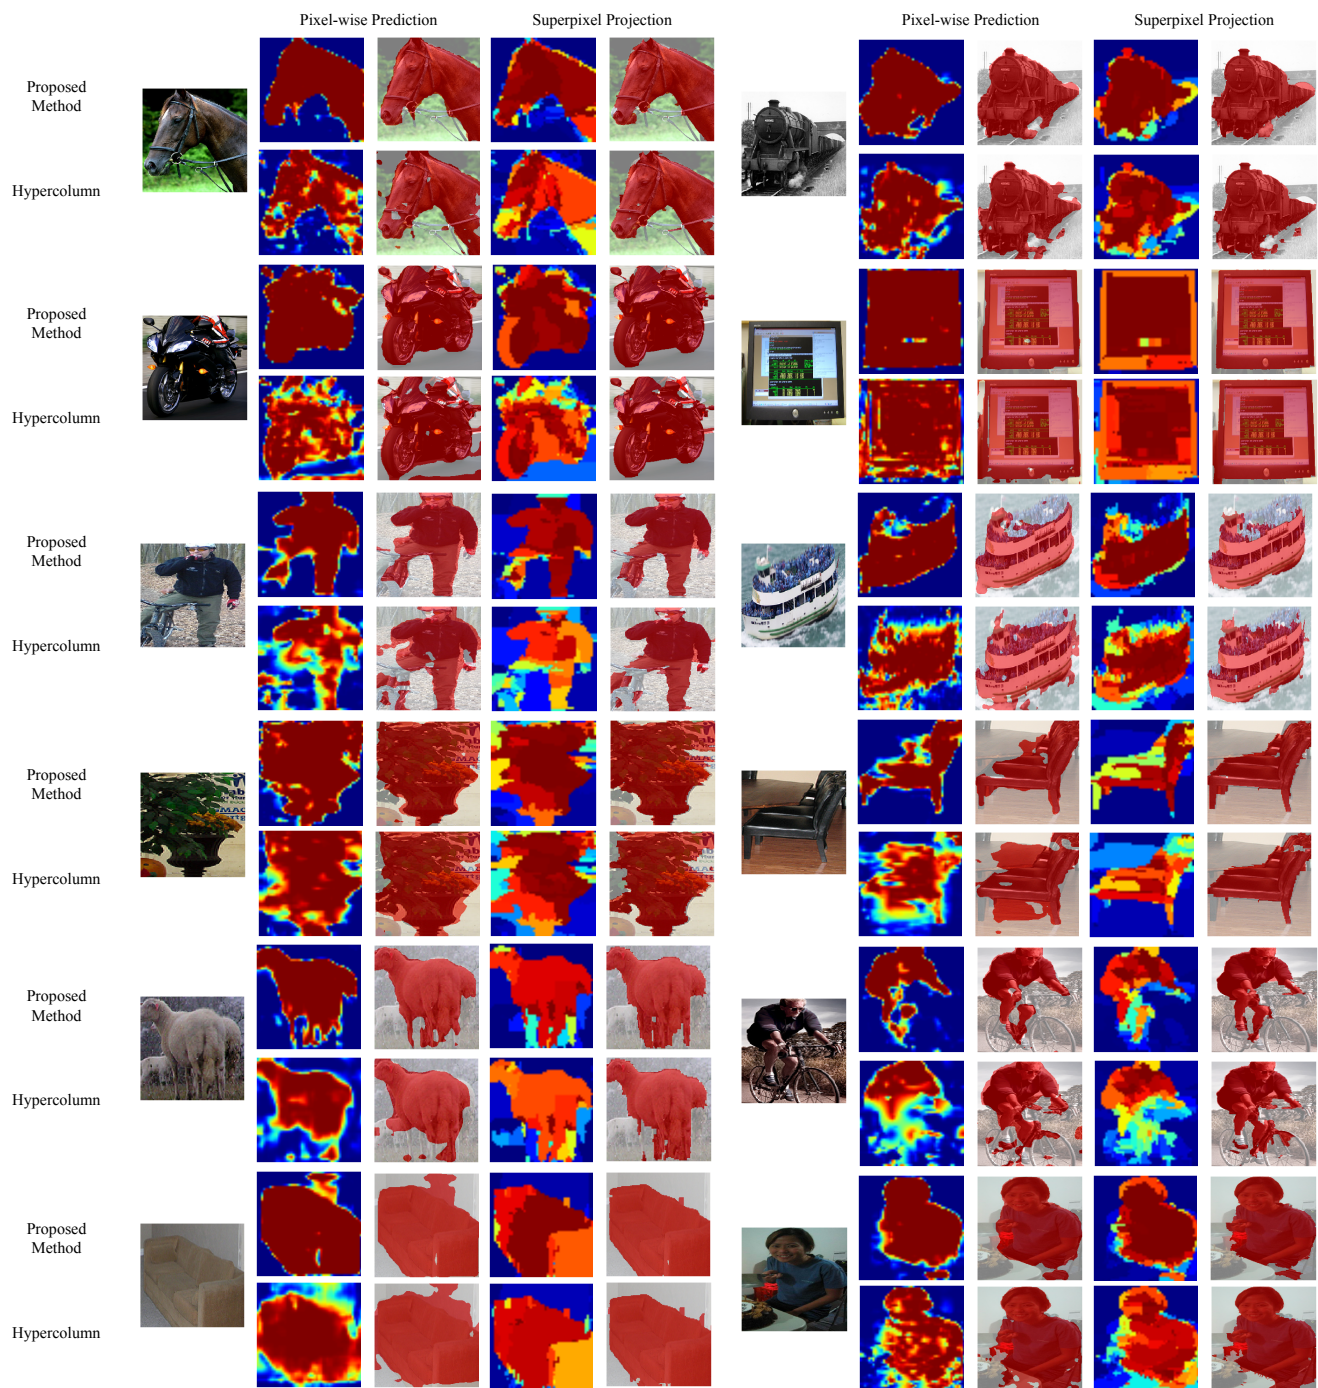 Pixel-wise Prediction Superpixel Projection Pixel-wise Prediction Superpixel Projection
Proposed
Method
Hypercolumn
Proposed
Method
Hypercolumn
Proposed
Method
Hypercolumn
Proposed
Method
Hypercolumn
Proposed
Method
Hypercolumn
Proposed
Method
Hypercolumn